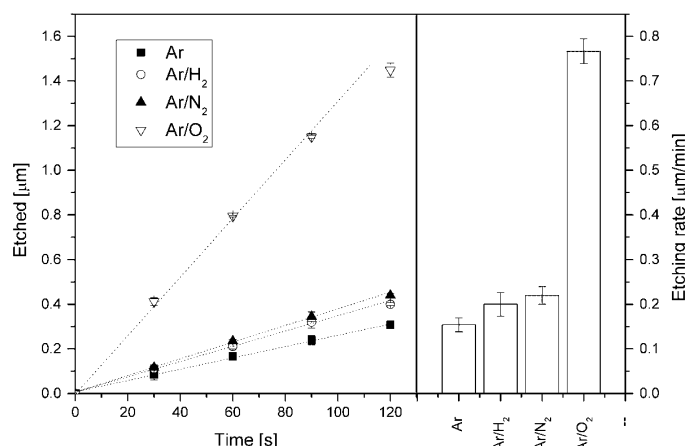 1.6
1.4
1.2
1.0
0.8
0.6
0.4
0.2
0.0
Etched [μm]
Ar
Ar/H₂
Ar/N₂
Ar/O₂
0 20 40 60 80 100 120
Time [s]
Ar
Ar/H₂
Ar/N₂
Ar/O₂
--
0.8
0.7
0.6
0.5
0.4
0.3
0.2
0.1
0.0
Etching rate [μm/min]